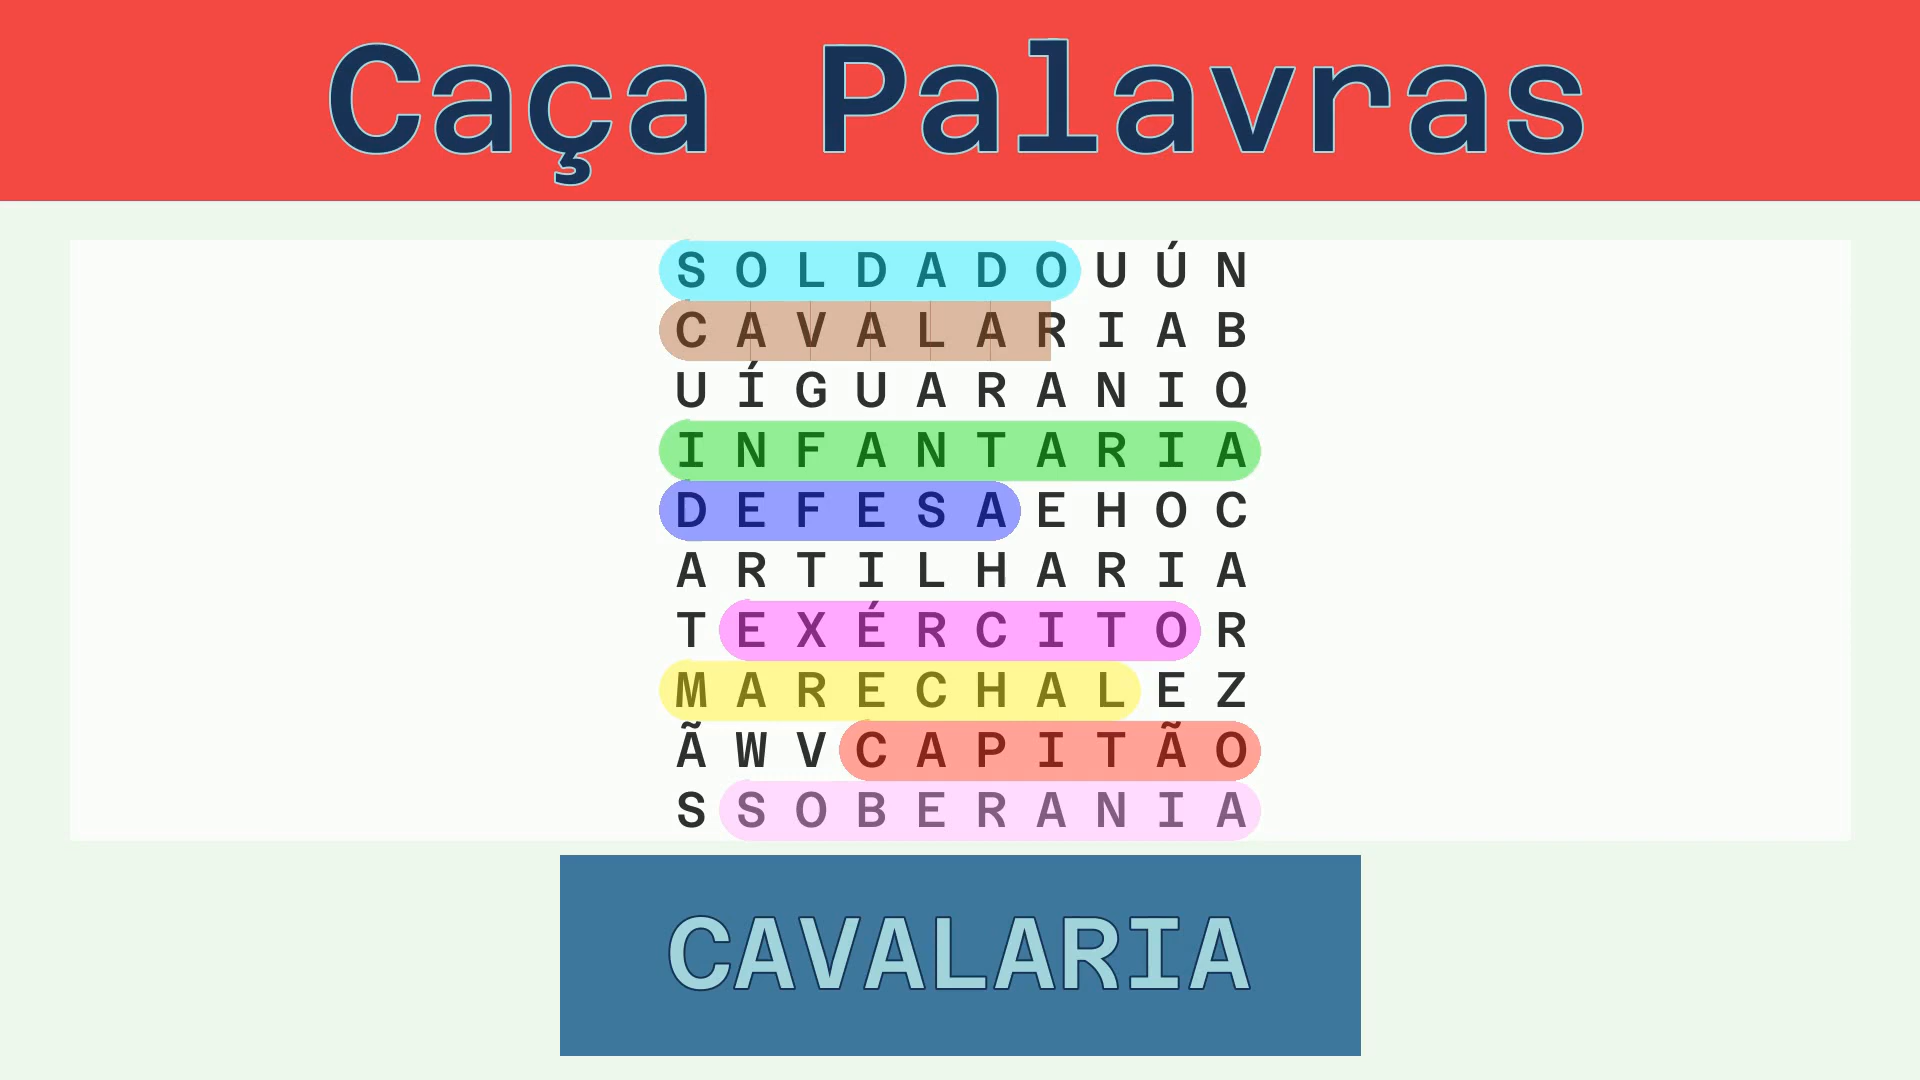 Caça Palavras
S O L D A D O U Ú N
C A V A L A R I A B
U Í G U A R A N I Q
I N F A N T A R I A
D E F E S A E H O C
A R T I L H A R I A
T E X É R C I T O R
M A R E C H A L E Z
Ã W V C A P I T Ã O
S S O B E R A N I A
CAVALARIA